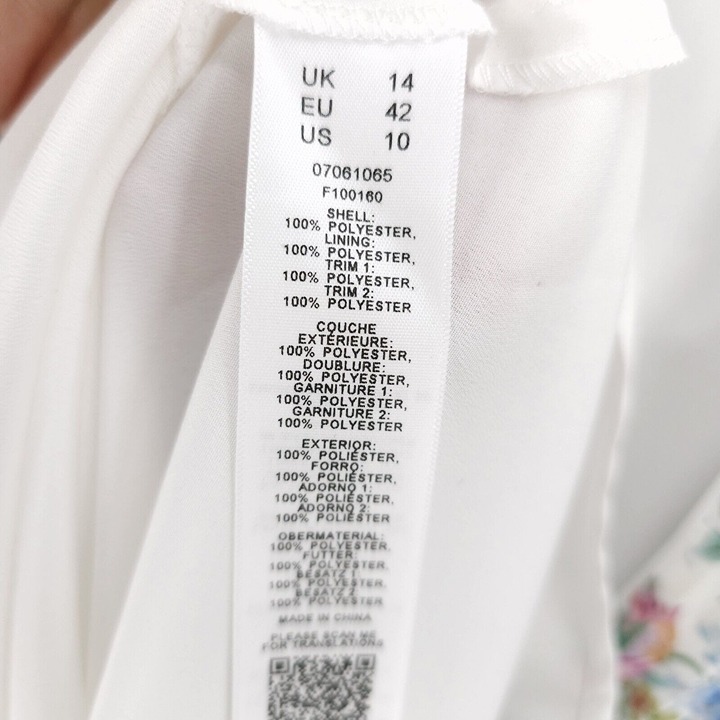 UK 14
EU 42
US 10
07061065
F100160
SHELL:
100% POLYESTER,
LINING:
100% POLYESTER,
TRIM 1:
100% POLYESTER,
TRIM 2:
100% POLYESTER
COUCHE
EXTÉRIEURE:
100% POLYESTER,
DOUBLURE:
100% POLYESTER,
GARNITURE 1:
100% POLYESTER,
GARNITURE 2:
100% POLYESTER
EXTERIOR:
100% POLIÉSTER,
FORRO:
100% POLIÉSTER,
ADORNO 1:
100% POLIÉSTER,
ADORNO 2:
100% POLIÉSTER
OBERMATERIAL:
100% POLYESTER,
FUTTER:
100% POLYESTER,
BESATZ 1:
100% POLYESTER,
BESATZ 2:
100% POLYESTER
MADE IN CHINA
PLEASE SCAN ME
FOR TRANSLATIONS